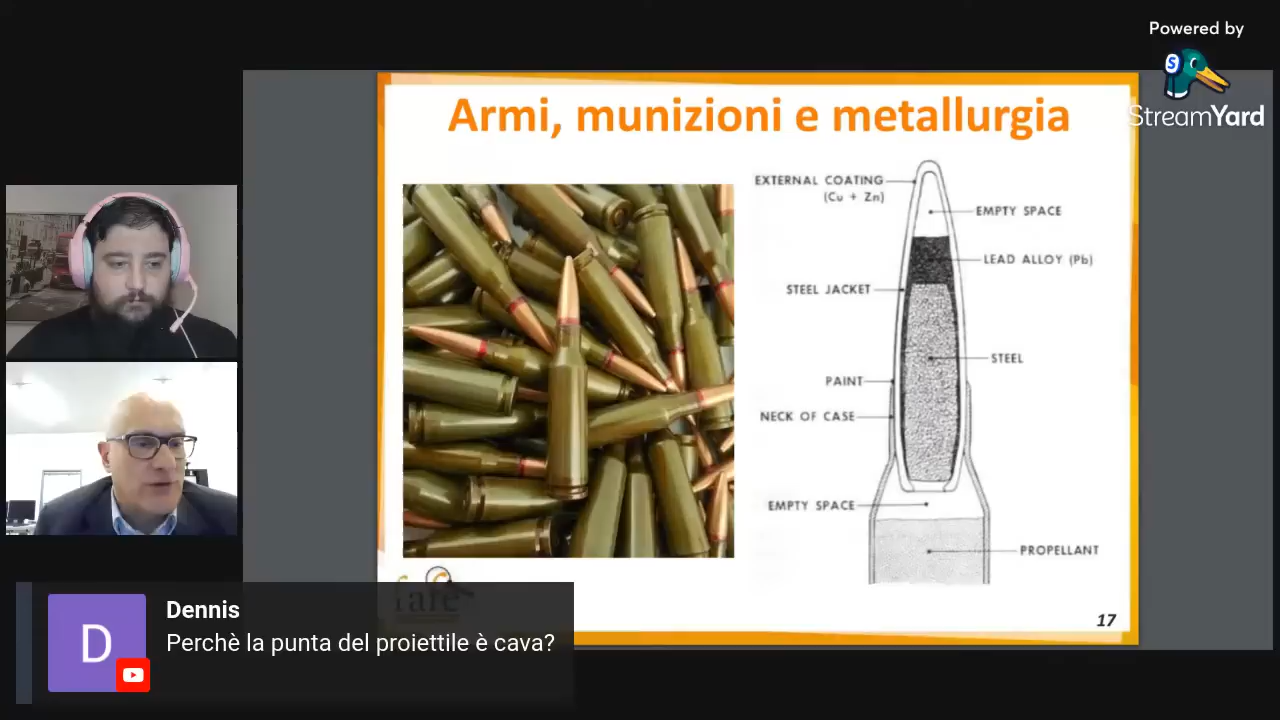 Powered by
StreamYard
Armi, munizioni e metallurgia
EXTERNAL COATING
(Cu + Zn)
EMPTY SPACE
LEAD ALLOY (Pb)
STEEL JACKET
STEEL
PAINT
NECK OF CASE
EMPTY SPACE
PROPELLANT
fare
17
D
Dennis
Perchè la punta del proiettile è cava?